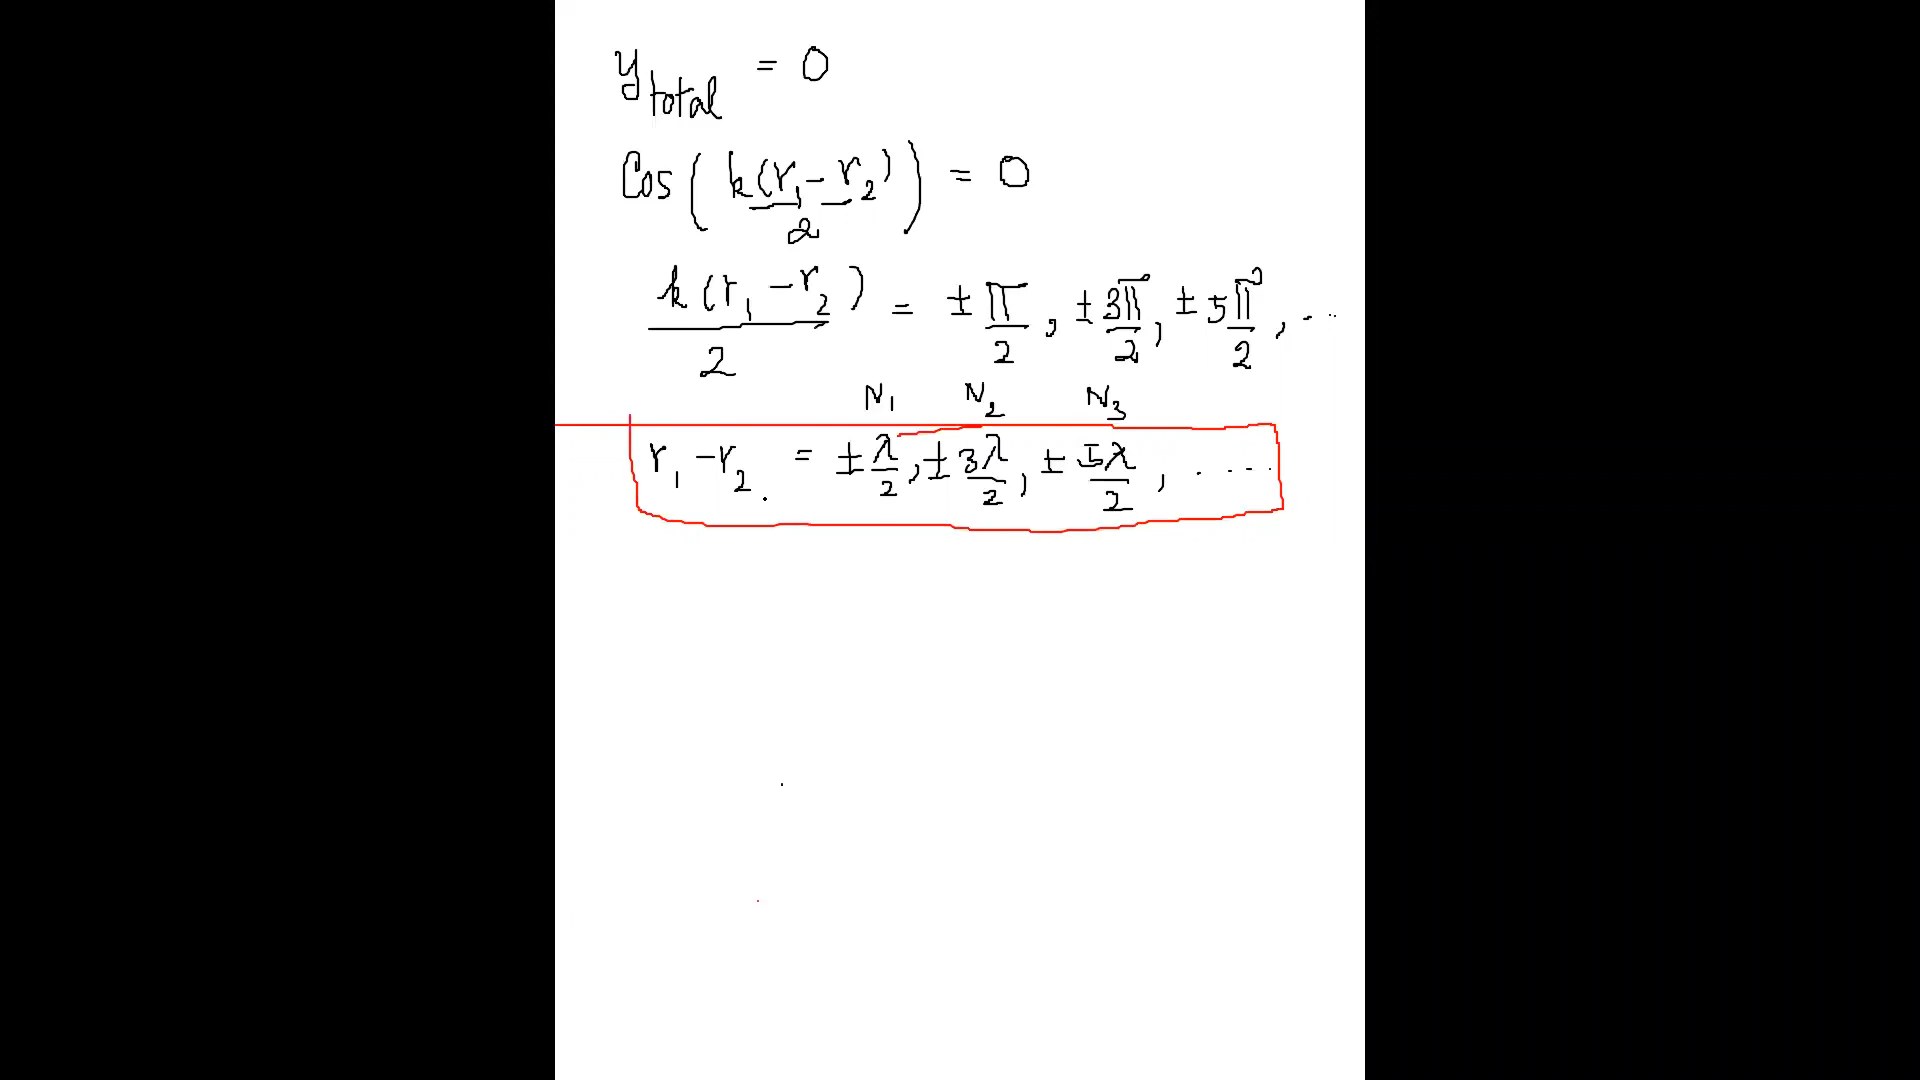 y_total = 0
Cos(k(r₁-r₂)/2) = 0
k(r₁-r₂)/2 = ±π/2, ±3π/2, ±5π/2, ...
N₁ N₂ N₃
r₁-r₂ = ±λ/2, ±3λ/2, ±5λ/2, .....